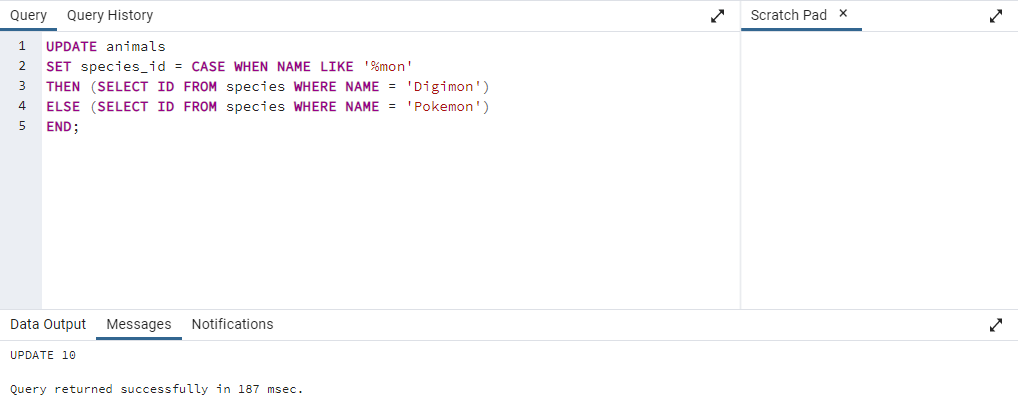 Query Query History Scratch Pad ×
1 UPDATE animals
2 SET species_id = CASE WHEN NAME LIKE '%mon'
3 THEN (SELECT ID FROM species WHERE NAME = 'Digimon')
4 ELSE (SELECT ID FROM species WHERE NAME = 'Pokemon')
5 END;
Data Output Messages Notifications
UPDATE 10
Query returned successfully in 187 msec.